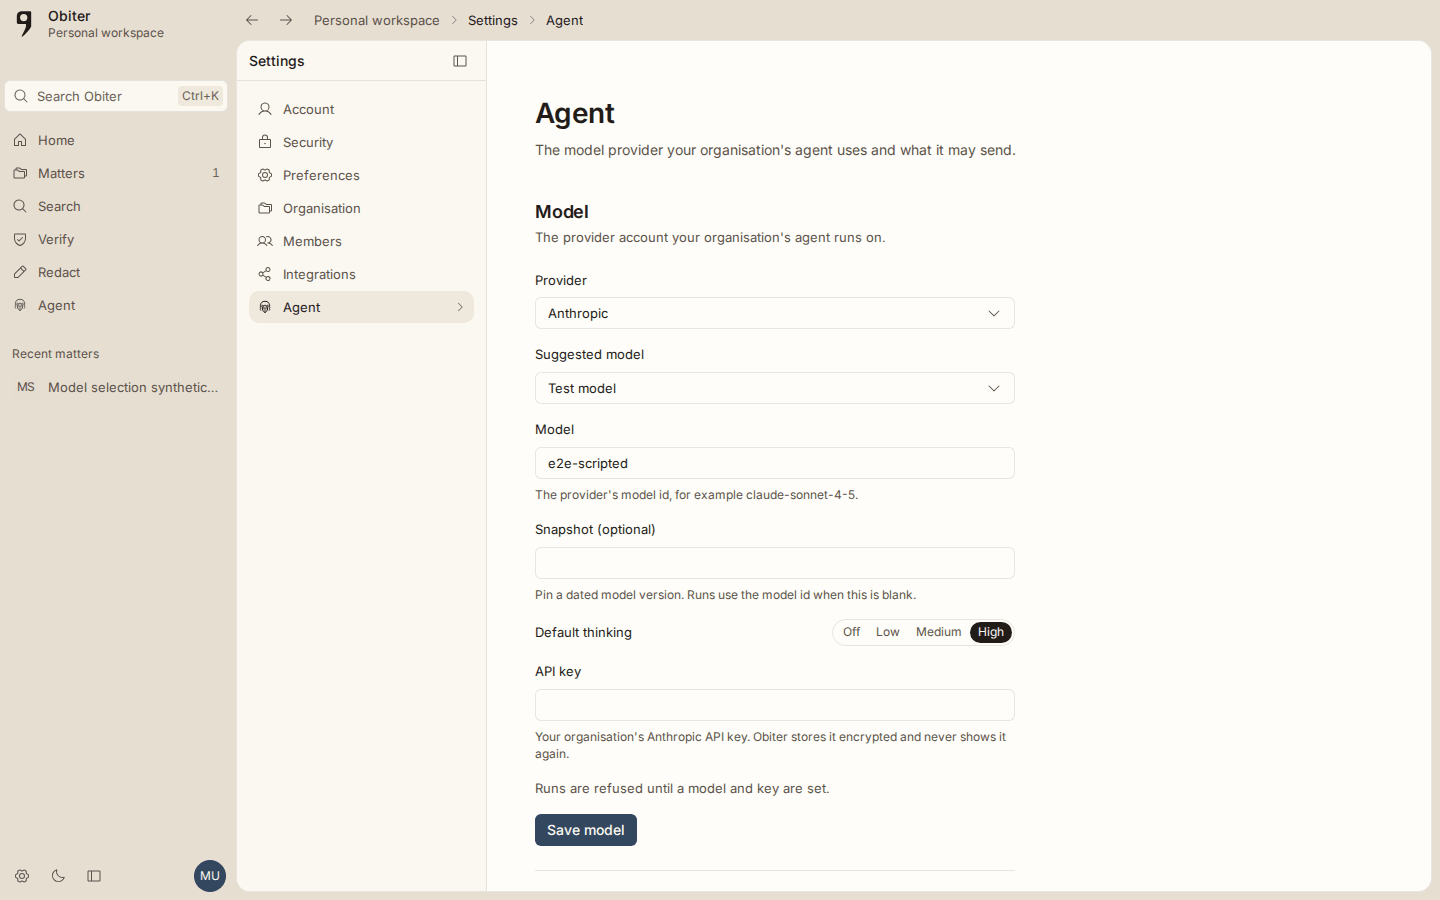 Obiter
Personal workspace
Search Obiter
Ctrl+K
Home
Matters
1
Search
Verify
Redact
Agent
Recent matters
MS
Model selection synthetic...
MU
Personal workspace
Settings
Agent
Settings
Account
Security
Preferences
Organisation
Members
Integrations
Agent
Agent
The model provider your organisation's agent uses and what it may send.
Model
The provider account your organisation's agent runs on.
Provider
Anthropic
Suggested model
Test model
Model
e2e-scripted
The provider's model id, for example claude-sonnet-4-5.
Snapshot (optional)
Pin a dated model version. Runs use the model id when this is blank.
Default thinking
Off Low Medium High
API key
Your organisation's Anthropic API key. Obiter stores it encrypted and never shows it
again.
Runs are refused until a model and key are set.
Save model